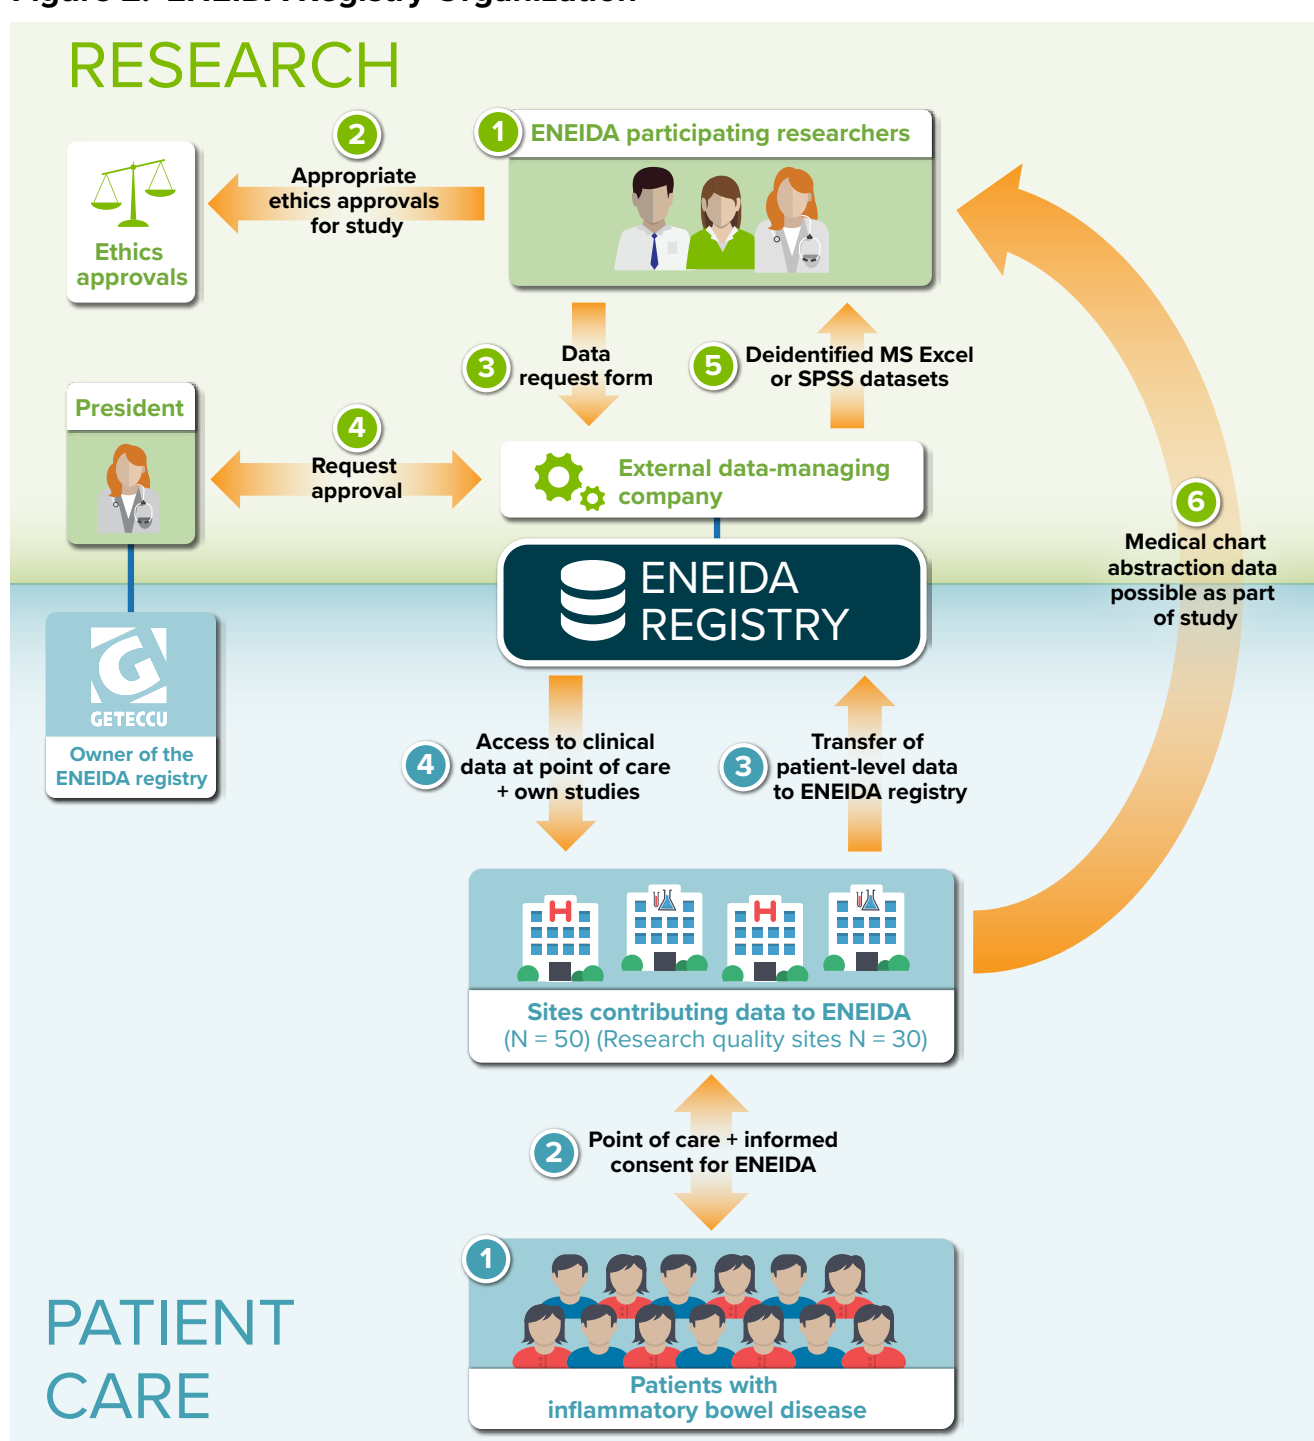 Figure 2. ENEIDA Registry Organization
RESEARCH
1
ENEIDA participating researchers
2
Appropriate
ethics approvals
for study
Ethics
approvals
3
Data
request form
5
Deidentified MS Excel
or SPSS datasets
President
4
Request
approval
External data-managing
company
6
Medical chart
abstraction data
possible as part
of study
ENEIDA
REGISTRY
G
GETECCU
Owner of the
ENEIDA registry
4
Access to clinical
data at point of care
+ own studies
3
Transfer of
patient-level data
to ENEIDA registry
H
H
Sites contributing data to ENEIDA
(N = 50) (Research quality sites N = 30)
2
Point of care + informed
consent for ENEIDA
1
PATIENT
CARE
Patients with
inflammatory bowel disease